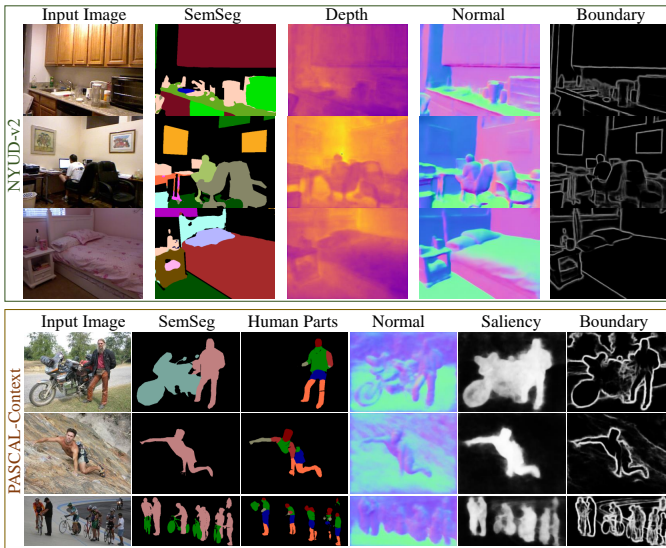 Input Image SemSeg Depth Normal Boundary
NYUD-v2
Input Image SemSeg Human Parts Normal Saliency Boundary
PASCAL-Context